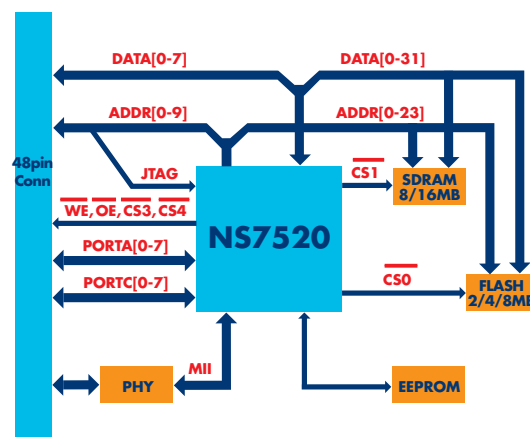 DATA[0-7]
DATA[0-31]
ADDR[0-9]
ADDR[0-23]
48pin
Conn
JTAG
CS1
SDRAM
8/16MB
WE, OE, CS3, CS4
NS7520
PORTA[0-7]
PORTC[0-7]
CS0
FLASH
2/4/8MB
MII
PHY
EEPROM